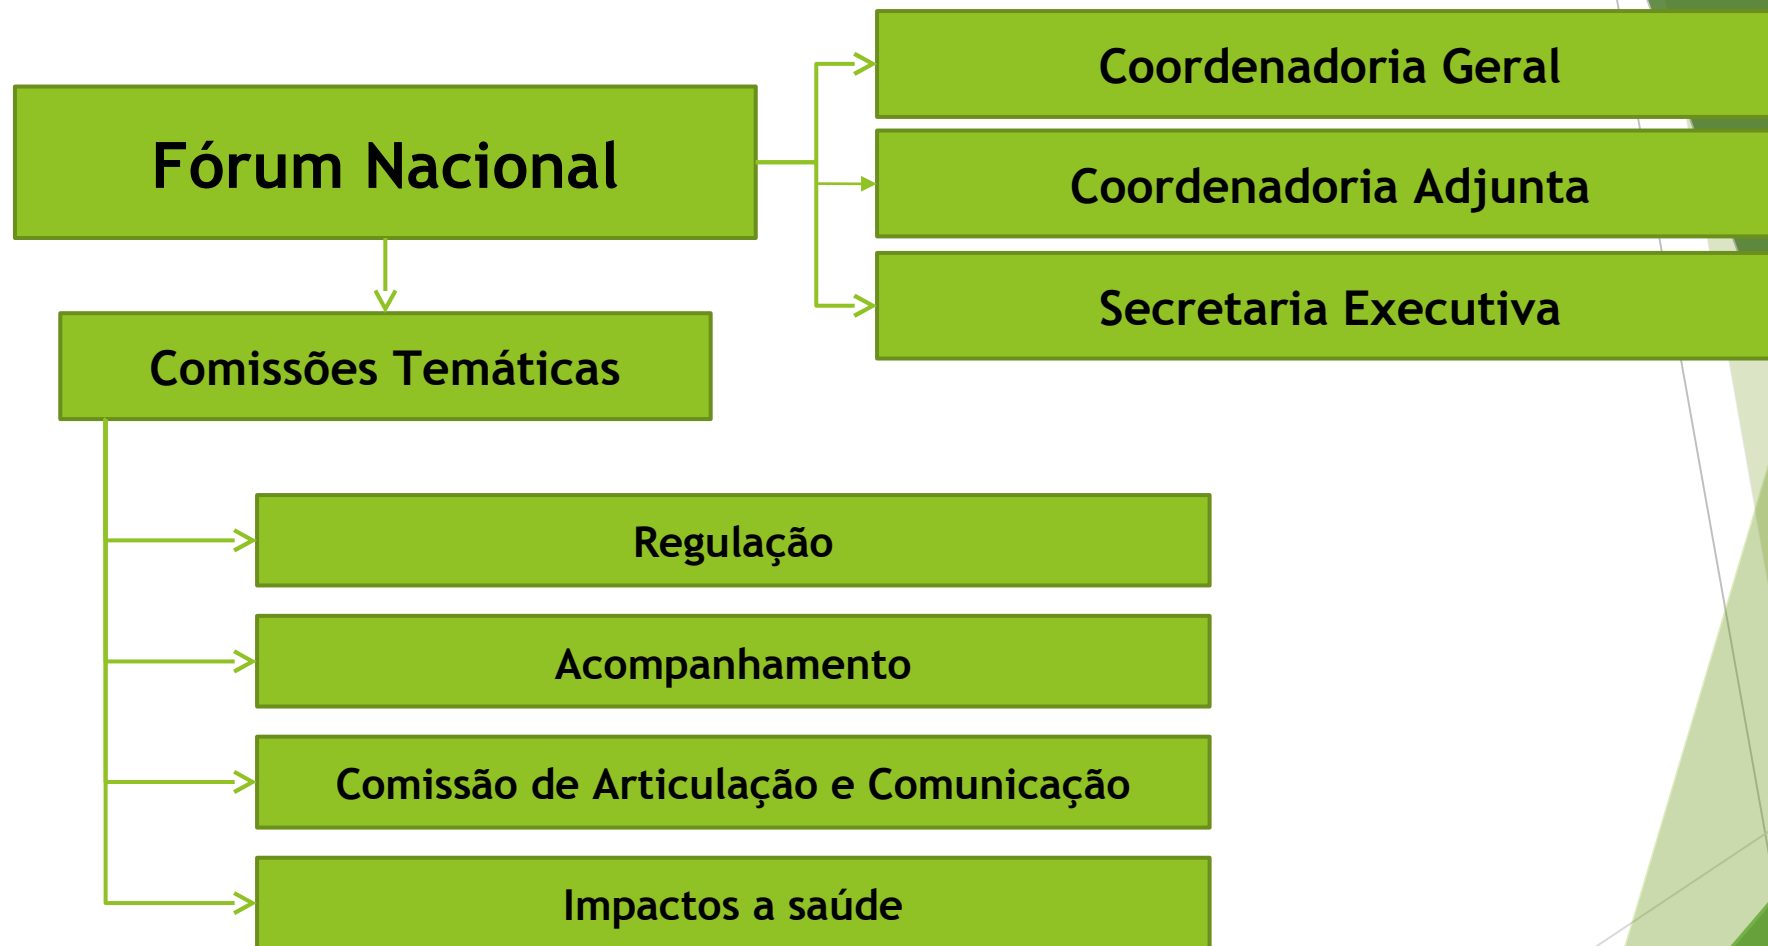 Fórum Nacional
Coordenadoria Geral
Coordenadoria Adjunta
Secretaria Executiva
Comissões Temáticas
Regulação
Acompanhamento
Comissão de Articulação e Comunicação
Impactos a saúde